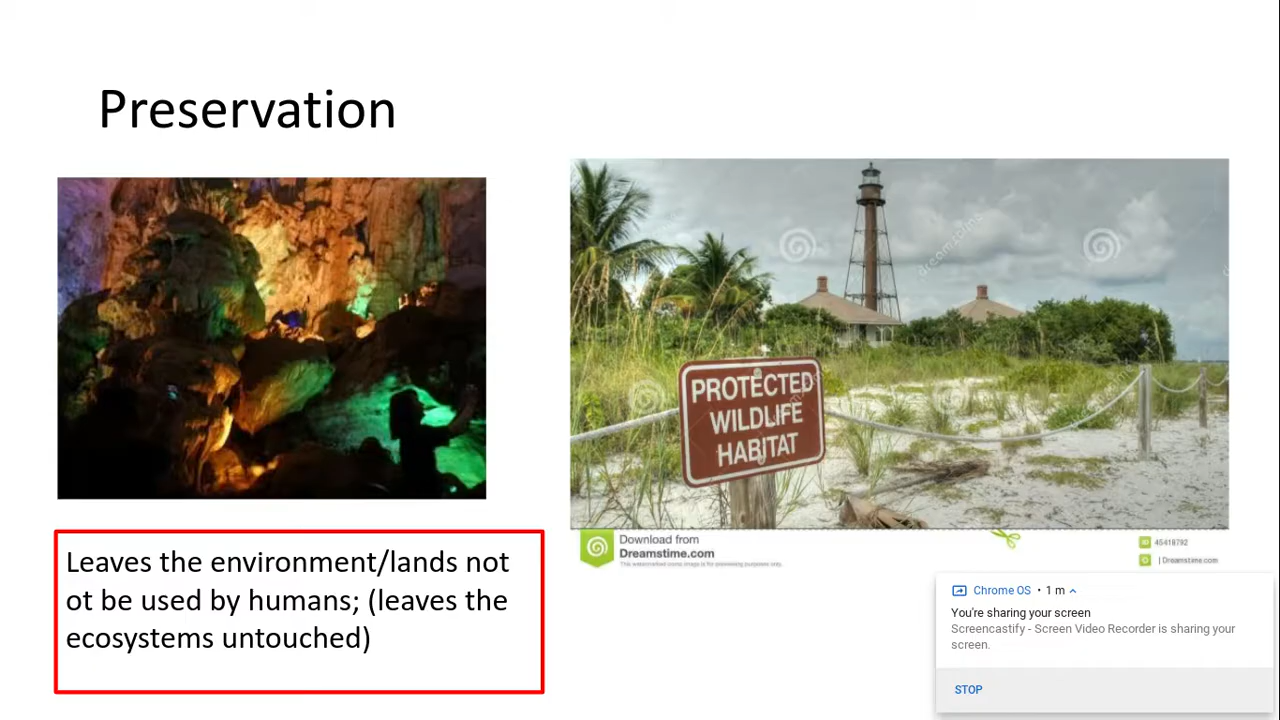 Preservation
PROTECTED
WILDLIFE
HABITAT
dreamstime
Download from
Dreamstime.com
This watermarked comp image is for previewing purposes only.
45418792
| Dreamstime.com
Leaves the environment/lands not
ot be used by humans; (leaves the
ecosystems untouched)
Chrome OS • 1 m
You're sharing your screen
Screencastify - Screen Video Recorder is sharing your
screen.
STOP